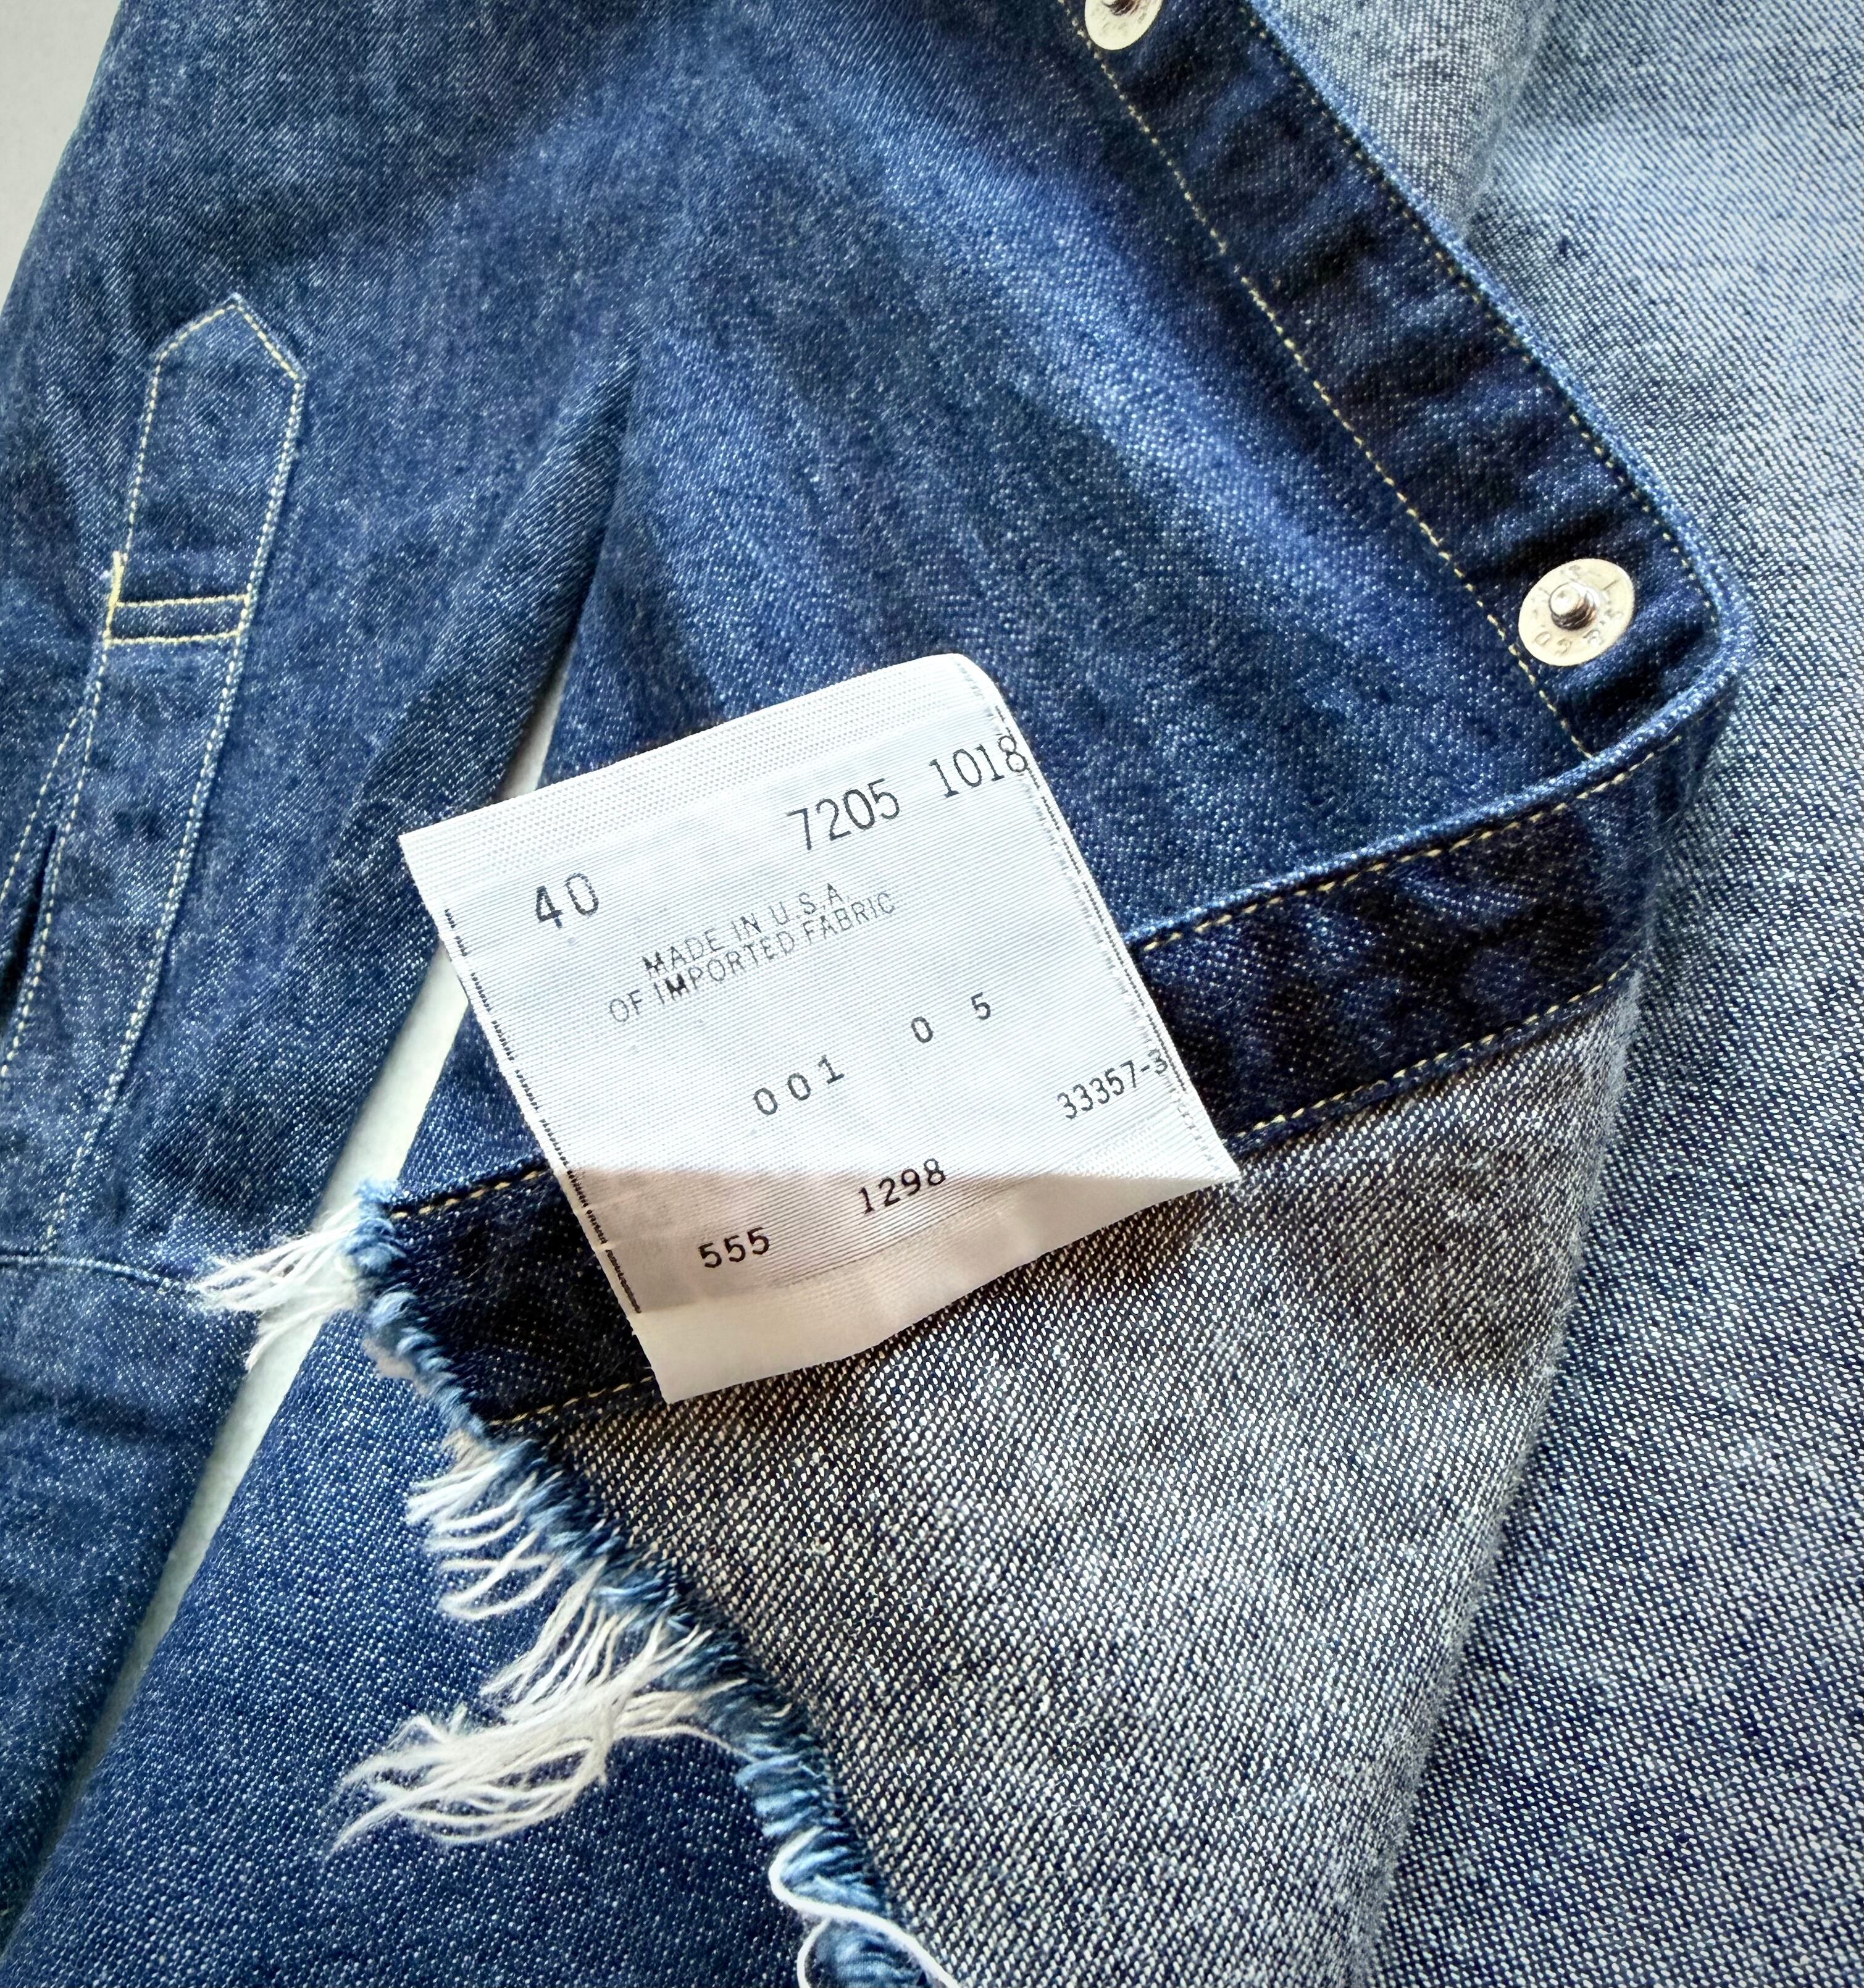 7205 1018
40
MADE IN U.S.A.
OF IMPORTED FABRIC
001 0 5
33357-3
555 1298